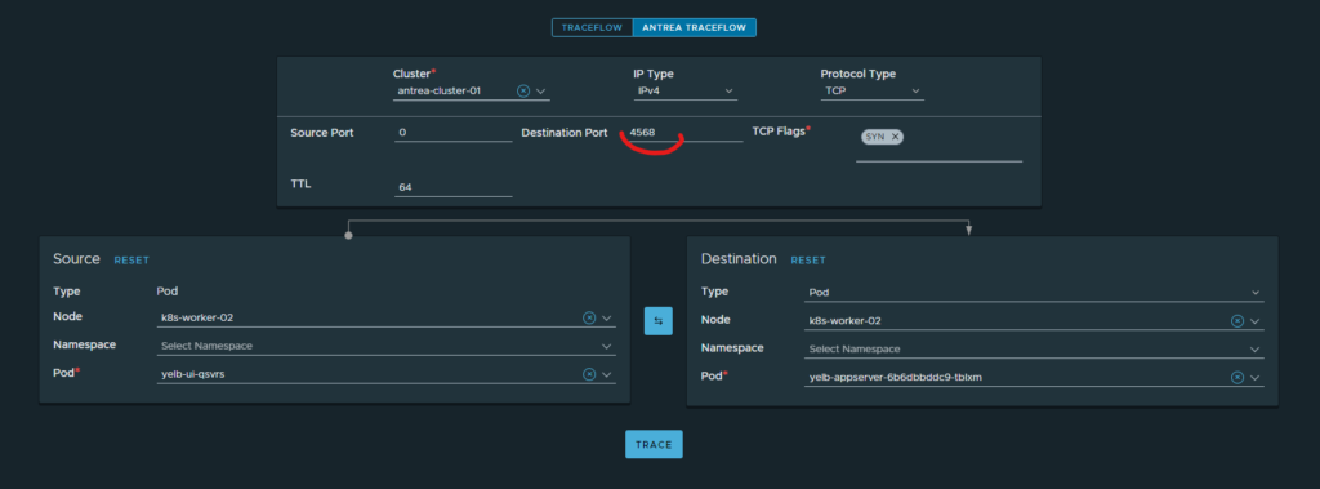 TRACEFLOW ANTREA TRACEFLOW
Cluster* IP Type Protocol Type
antrea-cluster-01 IPv4 TCP
Source Port 0 Destination Port 4568 TCP Flags* SYN X
TTL 64
Source RESET
Type Pod
Node k8s-worker-02
Namespace Select Namespace
Pod* yelb-ui-qsvrs
Destination RESET
Type Pod
Node k8s-worker-02
Namespace Select Namespace
Pod* yelb-appserver-6b6dbbddc9-tblxm
TRACE